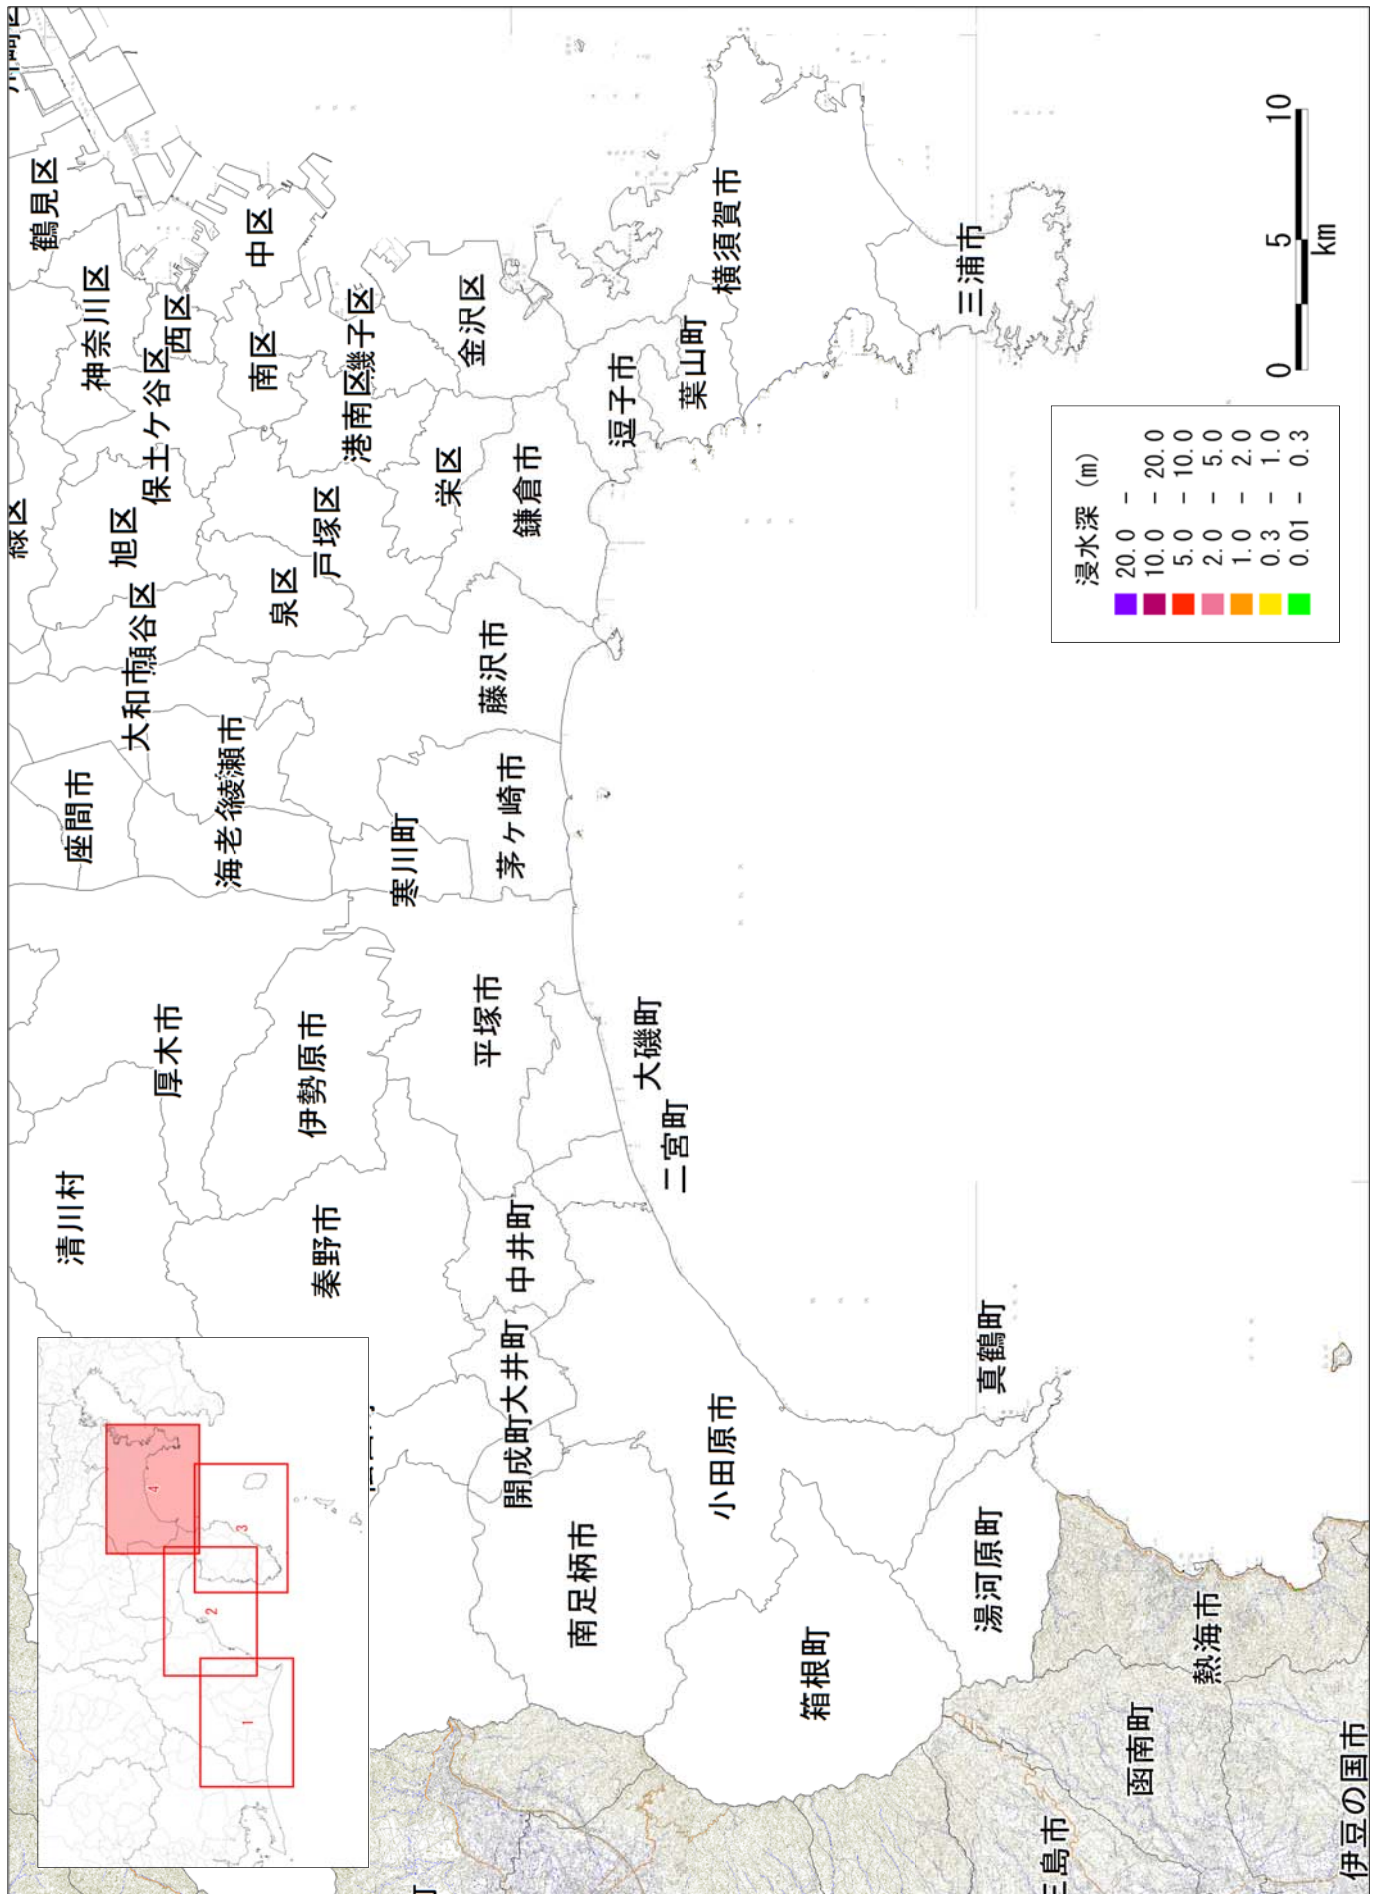 鶴見区
神奈川区
西区
中区
保土ケ谷区
南区
磯子区
港南区
金沢区
緑区
旭区
瀬谷区
泉区
戸塚区
栄区
鎌倉市
逗子市
葉山町
横須賀市
三浦市
座間市
大和市
綾瀬市
海老名
藤沢市
茅ヶ崎市
寒川町
清川村
厚木市
伊勢原市
秦野市
平塚市
大磯町
二宮町
中井町
大井町
開成町
南足柄市
小田原市
箱根町
真鶴町
湯河原町
熱海市
函南町
三島市
伊豆の国市
浸水深 (m)
20.0 -
10.0 - 20.0
5.0 - 10.0
2.0 - 5.0
1.0 - 2.0
0.3 - 1.0
0.01 - 0.3
0 5 10
km
1
2
3
4